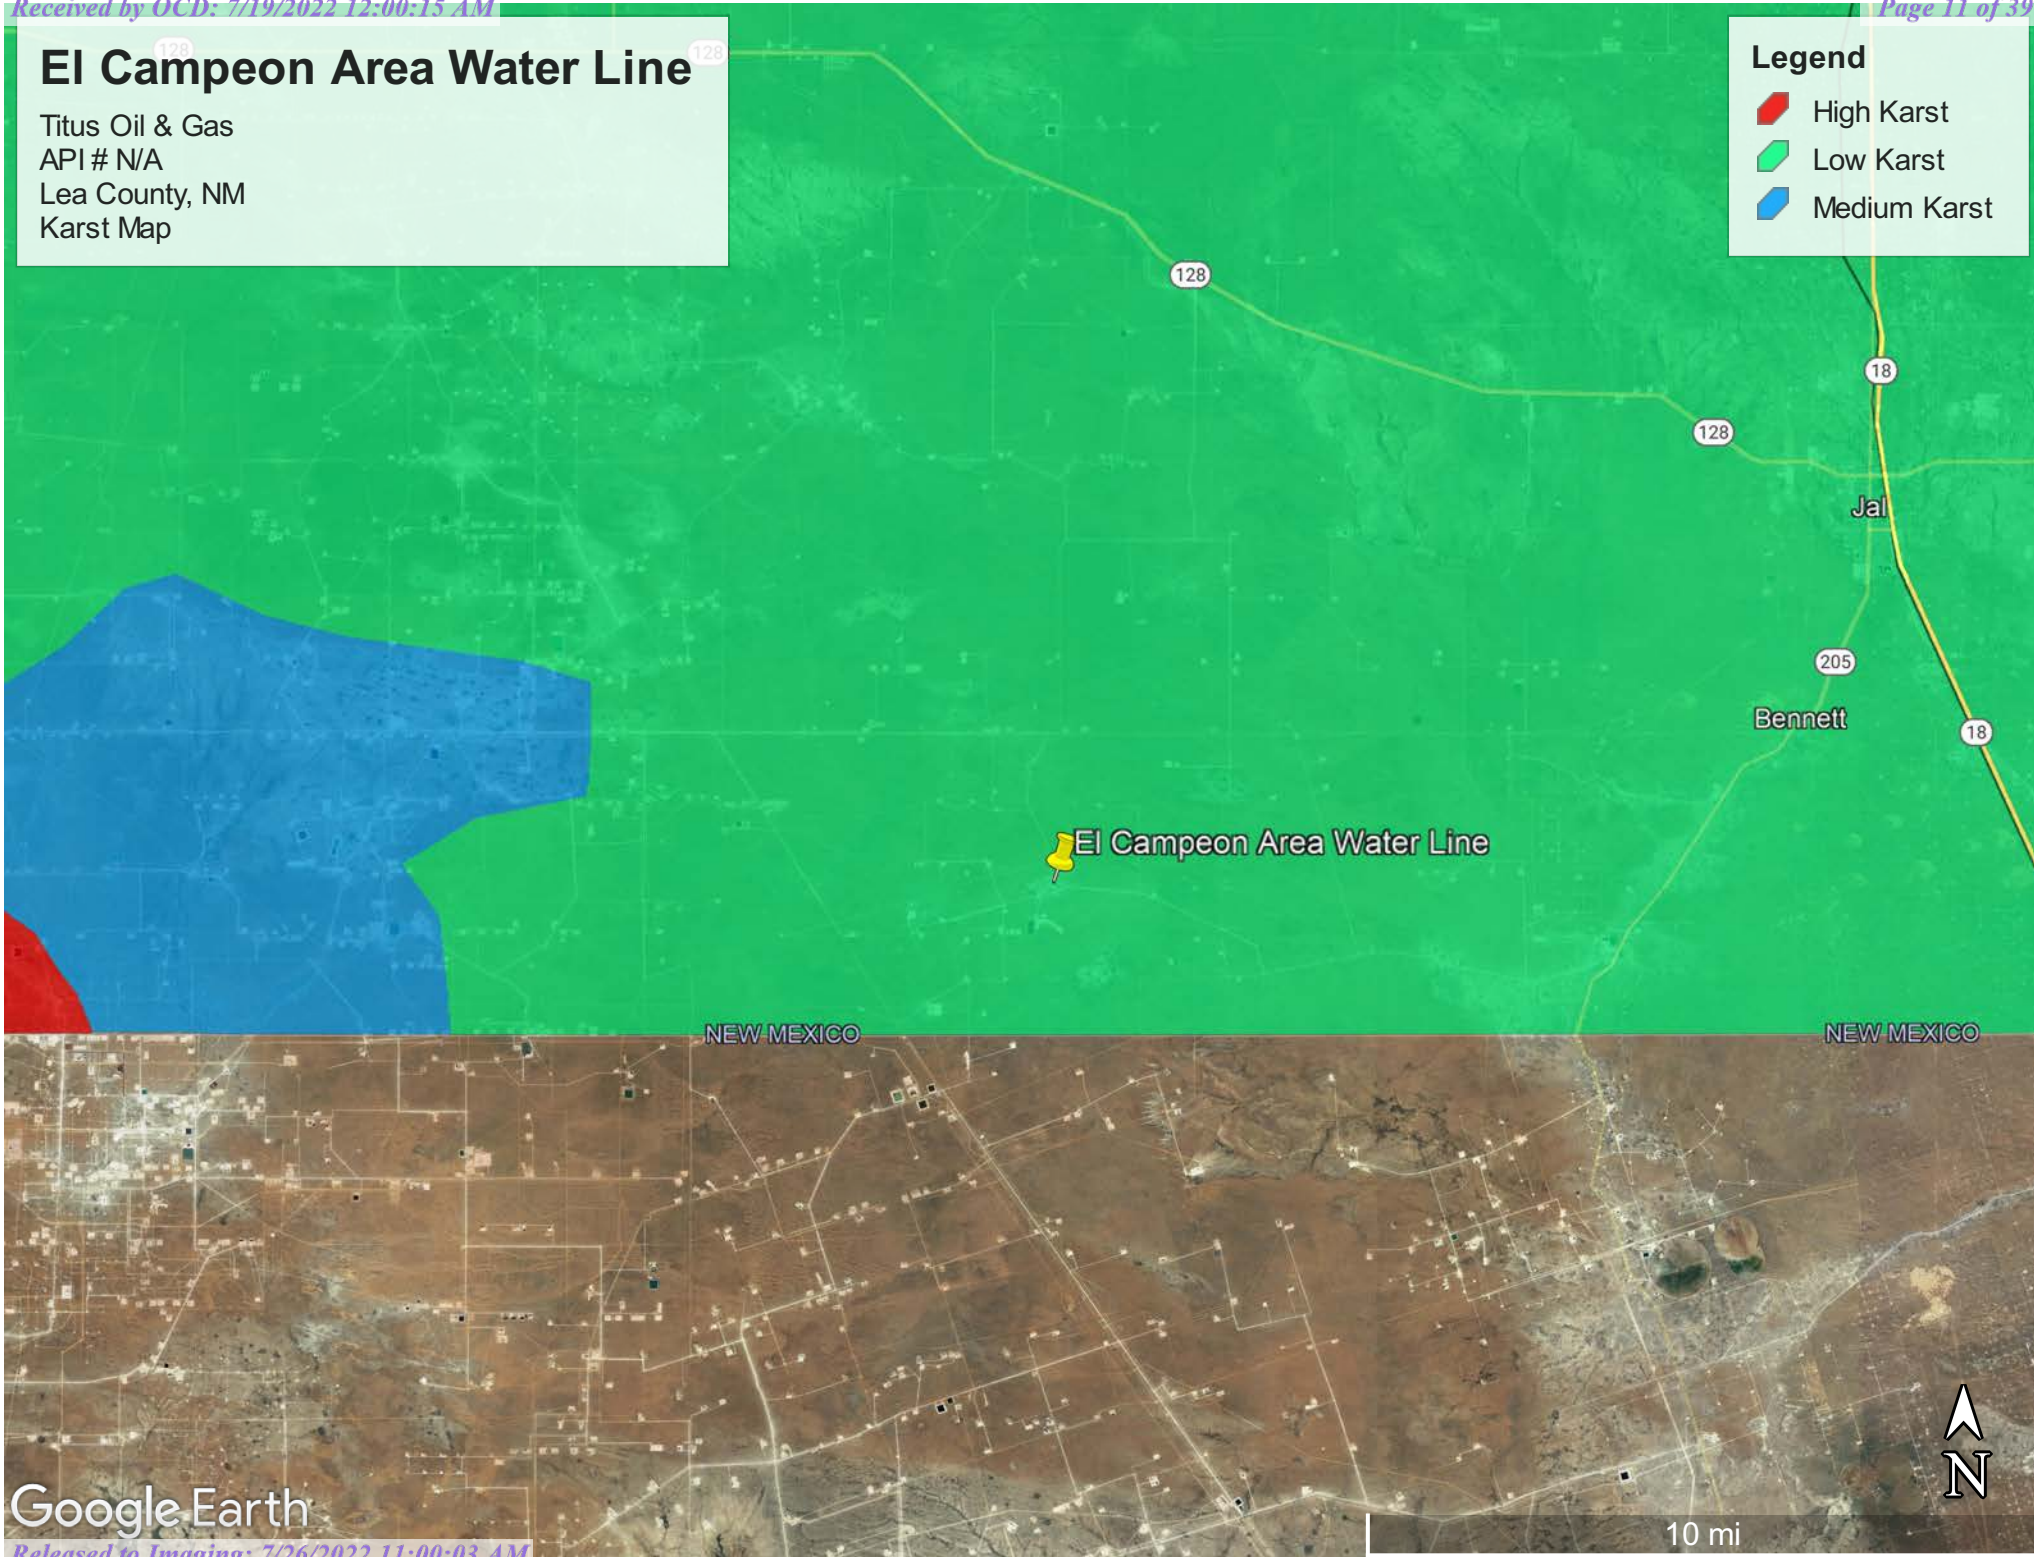 Received by OCD: 7/19/2022 12:00:15 AM
Page 11 of 39
128
128
El Campeon Area Water Line
Titus Oil & Gas
API # N/A
Lea County, NM
Karst Map
Legend
High Karst
Low Karst
Medium Karst
128
18
128
Jal
205
Bennett
18
El Campeon Area Water Line
NEW MEXICO
NEW MEXICO
N
Google Earth
10 mi
Released to Imaging: 7/26/2022 11:00:03 AM